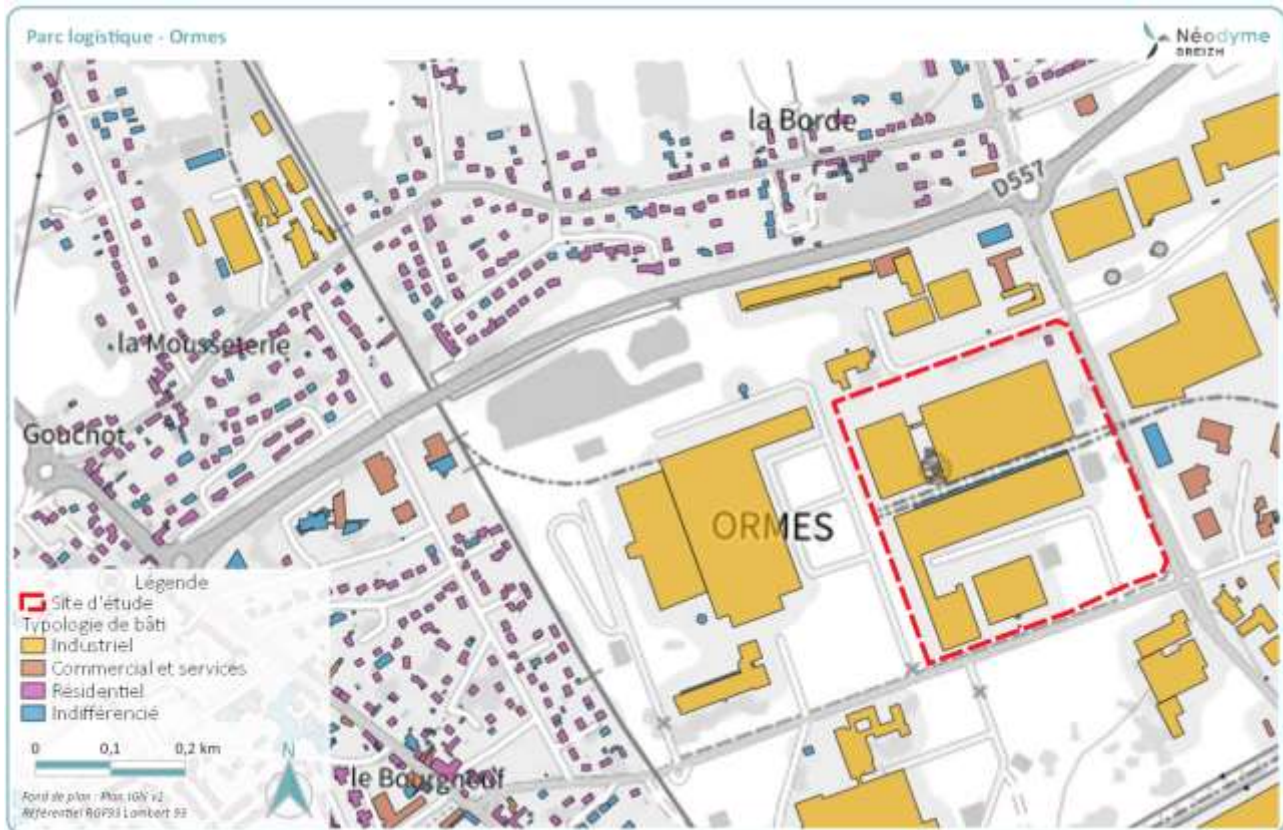 Parc logistique - Ormes
Néodyme
BREIZH
la Borde
D557
la Mousseterie
Gouchot
ORMES
Légende
Site d'étude
Typologie de bâti
Industriel
Commercial et services
Résidentiel
Indifférencié
0 0,1 0,2 km
N
le Bourgneuf
Fond de plan : Plan IGN v2
Référentiel RGF93 Lambert 93